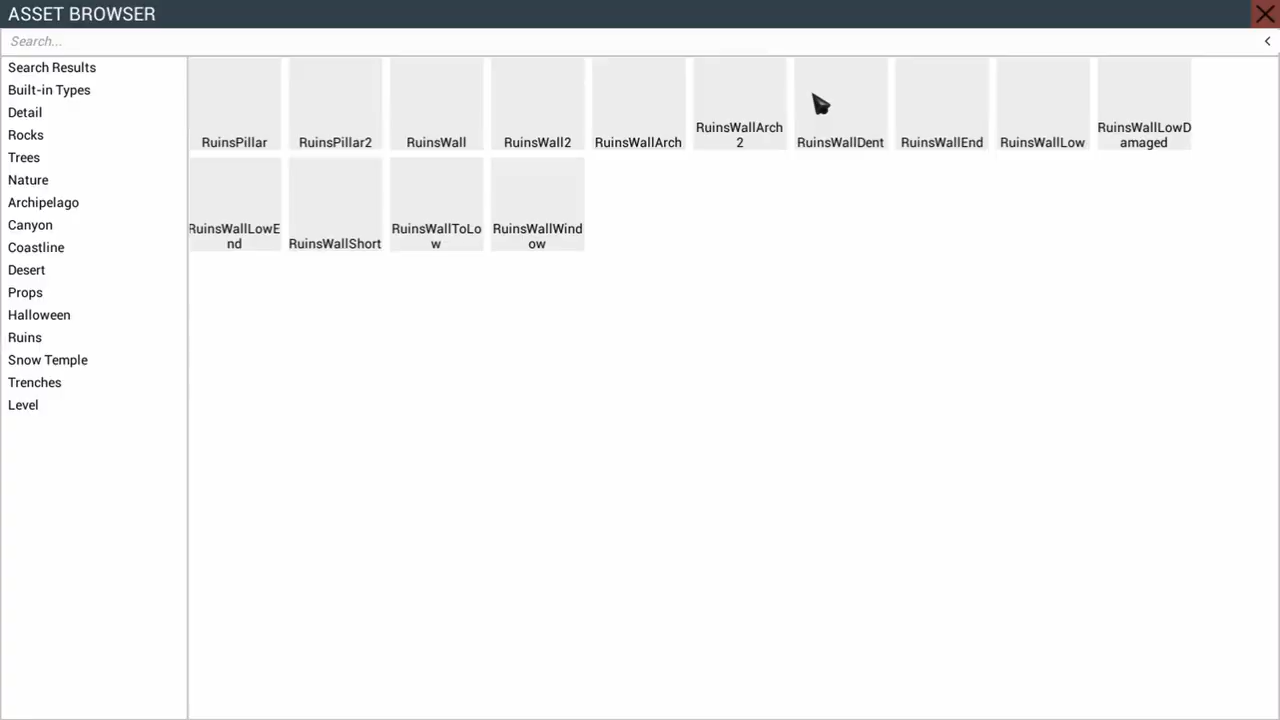 ASSET BROWSER
Search...
Search Results
Built-in Types
Detail
Rocks
Trees
Nature
Archipelago
Canyon
Coastline
Desert
Props
Halloween
Ruins
Snow Temple
Trenches
Level
RuinsPillar
RuinsPillar2
RuinsWall
RuinsWall2
RuinsWallArch
RuinsWallArch
2
RuinsWallDent
RuinsWallEnd
RuinsWallLow
RuinsWallLowD
amaged
RuinsWallLowE
nd
RuinsWallShort
RuinsWallToLo
w
RuinsWallWind
ow